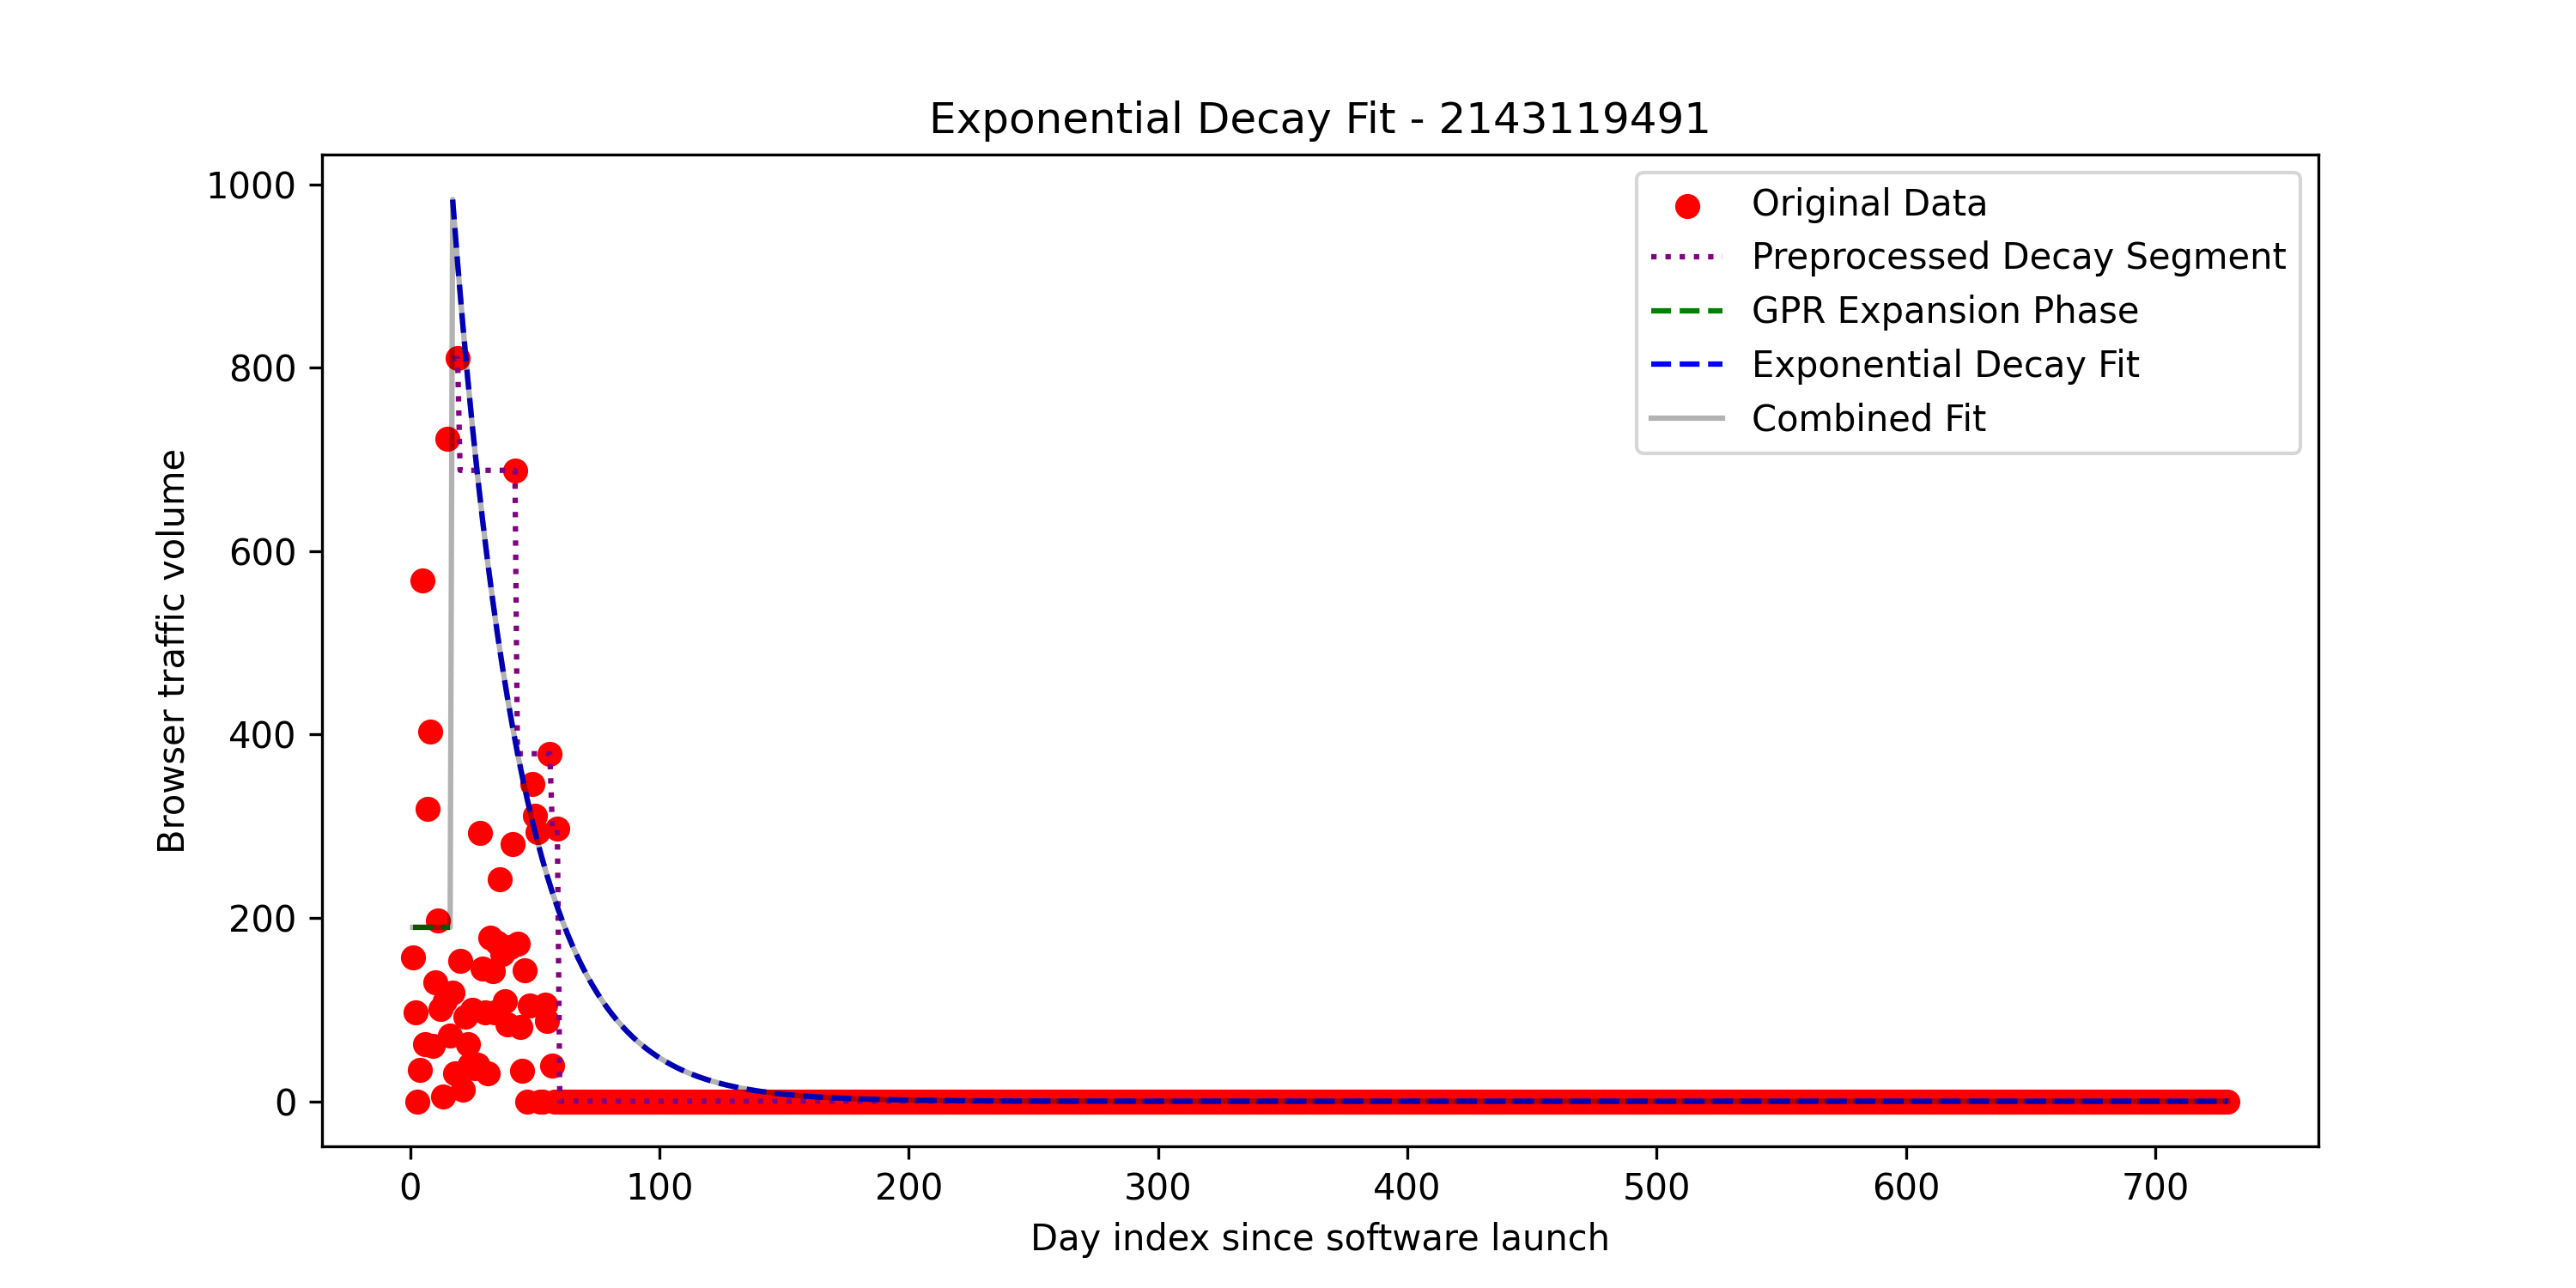 Exponential Decay Fit - 2143119491
1000
800
600
400
200
0
Browser traffic volume
Original Data
Preprocessed Decay Segment
GPR Expansion Phase
Exponential Decay Fit
Combined Fit
0 100 200 300 400 500 600 700
Day index since software launch